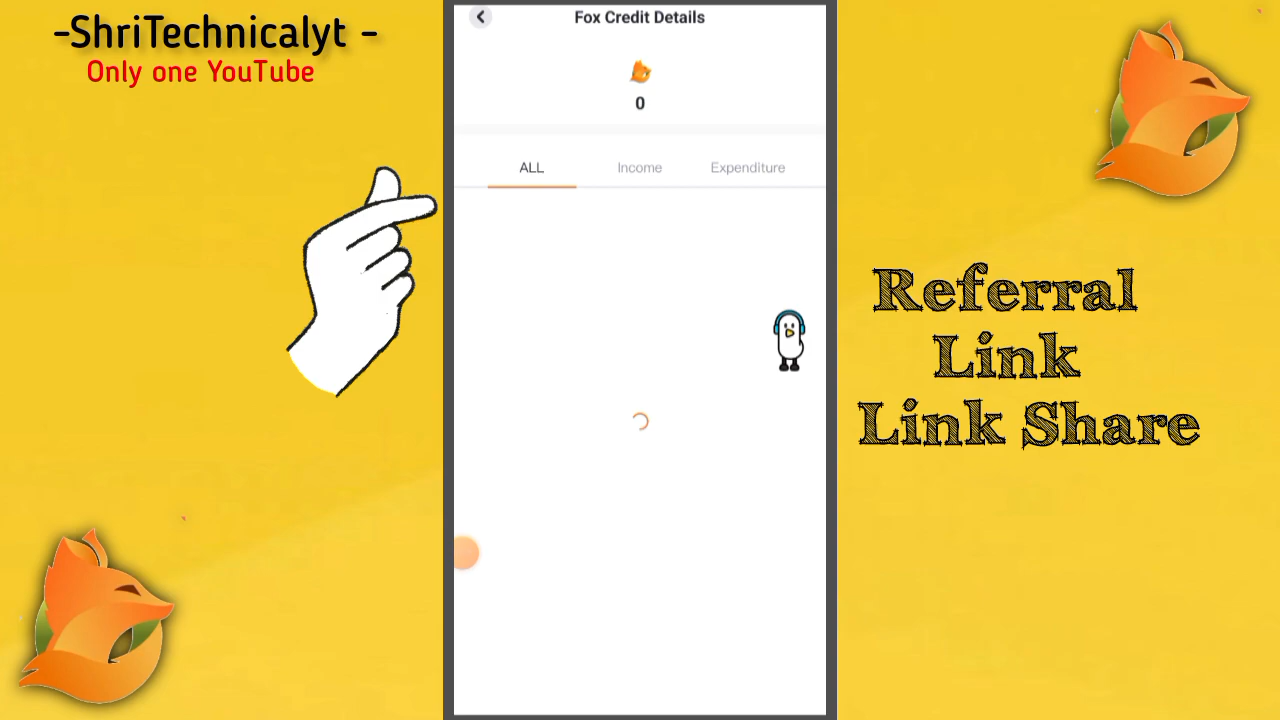 -ShriTechnicalyt -
Only one YouTube
Fox Credit Details
0
ALL Income Expenditure
Referral
Link
Link Share